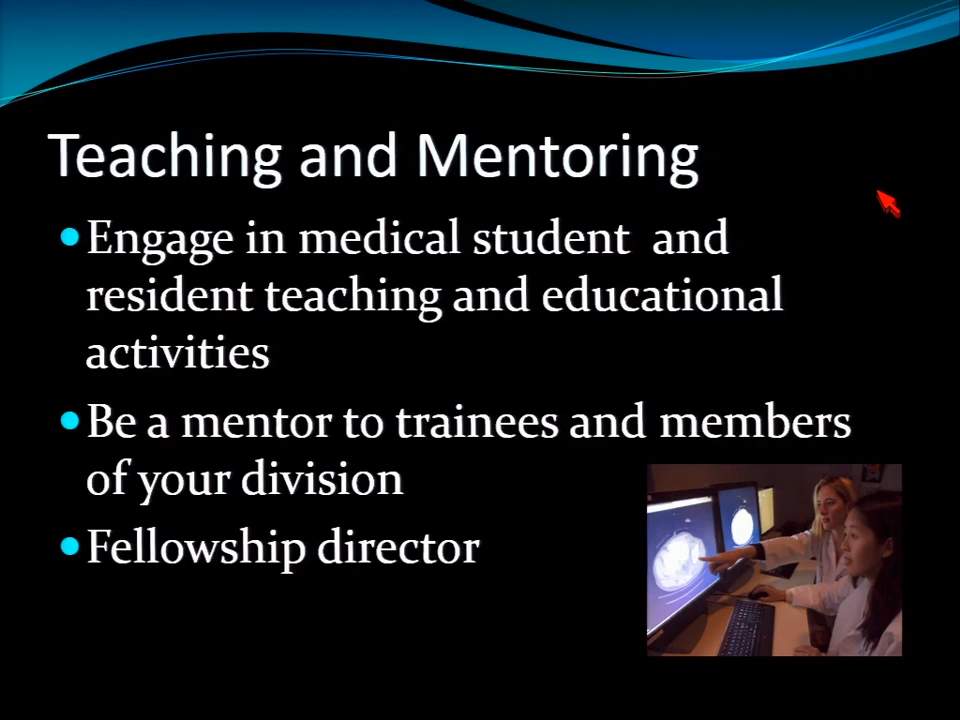 Teaching and Mentoring
Engage in medical student  and
resident teaching and educational
activities
Be a mentor to trainees and members
of your division
Fellowship director